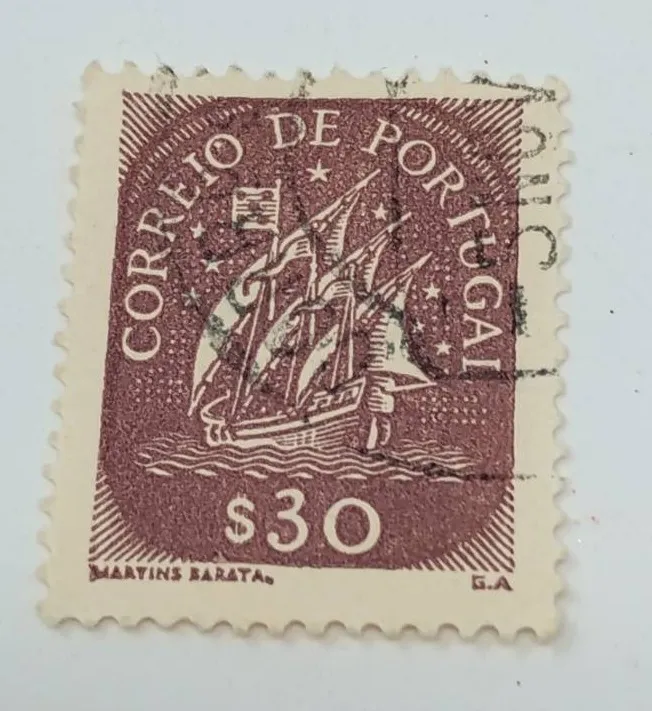 CORREIO DE PORTUGAL
$30
MARTINS BARATA.
G.A